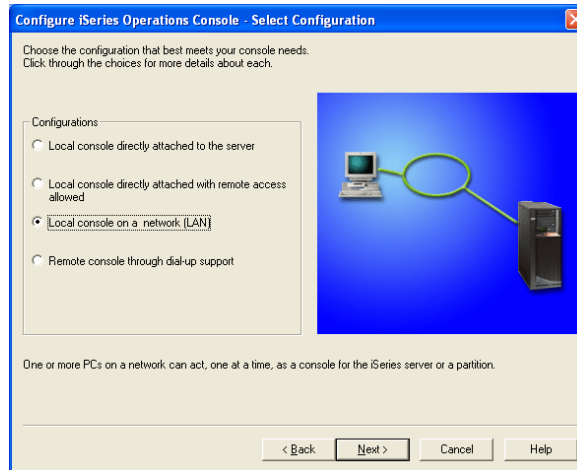 Configure iSeries Operations Console - Select Configuration
Choose the configuration that best meets your console needs.
Click through the choices for more details about each.
Configurations
Local console directly attached to the server
Local console directly attached with remote access
allowed
Local console on a network (LAN)
Remote console through dial-up support
One or more PCs on a network can act, one at a time, as a console for the iSeries server or a partition.
< Back
Next >
Cancel
Help